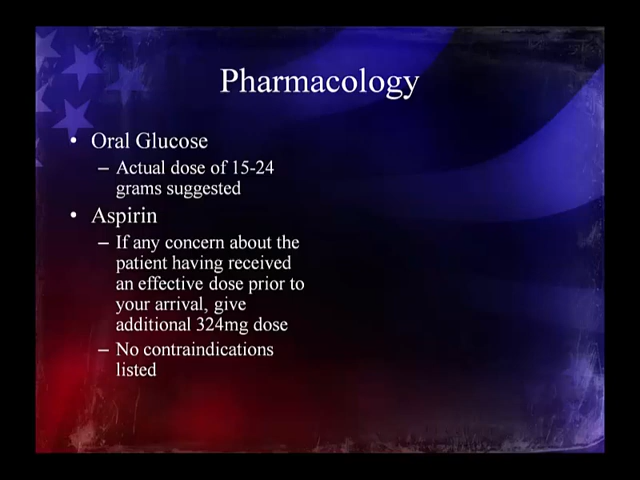 Pharmacology
• Oral Glucose
– Actual dose of 15-24
grams suggested
• Aspirin
– If any concern about the
patient having received
an effective dose prior to
your arrival, give
additional 324mg dose
– No contraindications
listed